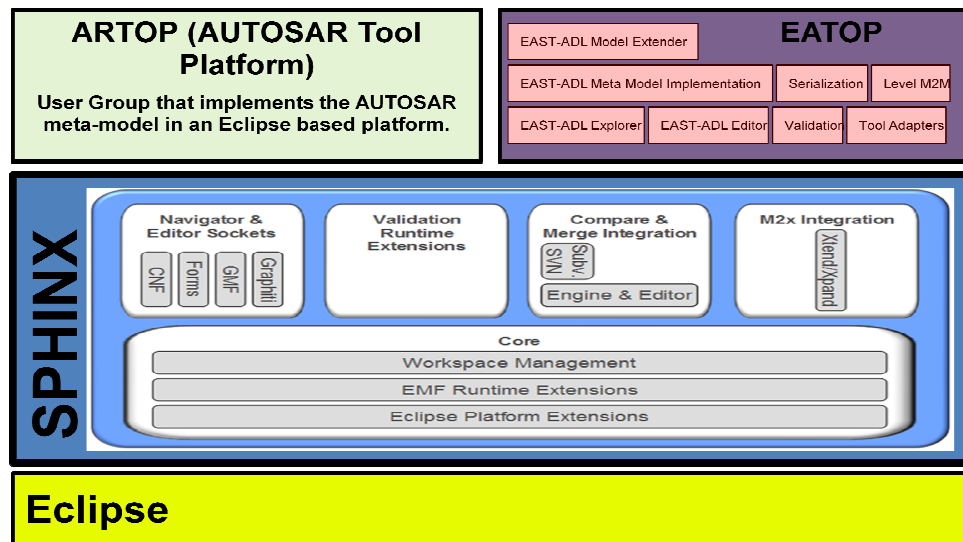 ARTOP (AUTOSAR Tool
Platform)
User Group that implements the AUTOSAR
meta-model in an Eclipse based platform.
EATOP
EAST-ADL Model Extender
EAST-ADL Meta Model Implementation
Serialization
Level M2M
EAST-ADL Explorer
EAST-ADL Editor
Validation
Tool Adapters
SPHINX
Navigator &
Editor Sockets
CNF
Forms
GMF
Graphiti
Validation
Runtime
Extensions
Compare &
Merge Integration
Subv.
SVN
Engine & Editor
M2x Integration
Xtend/Xpand
Core
Workspace Management
EMF Runtime Extensions
Eclipse Platform Extensions
Eclipse